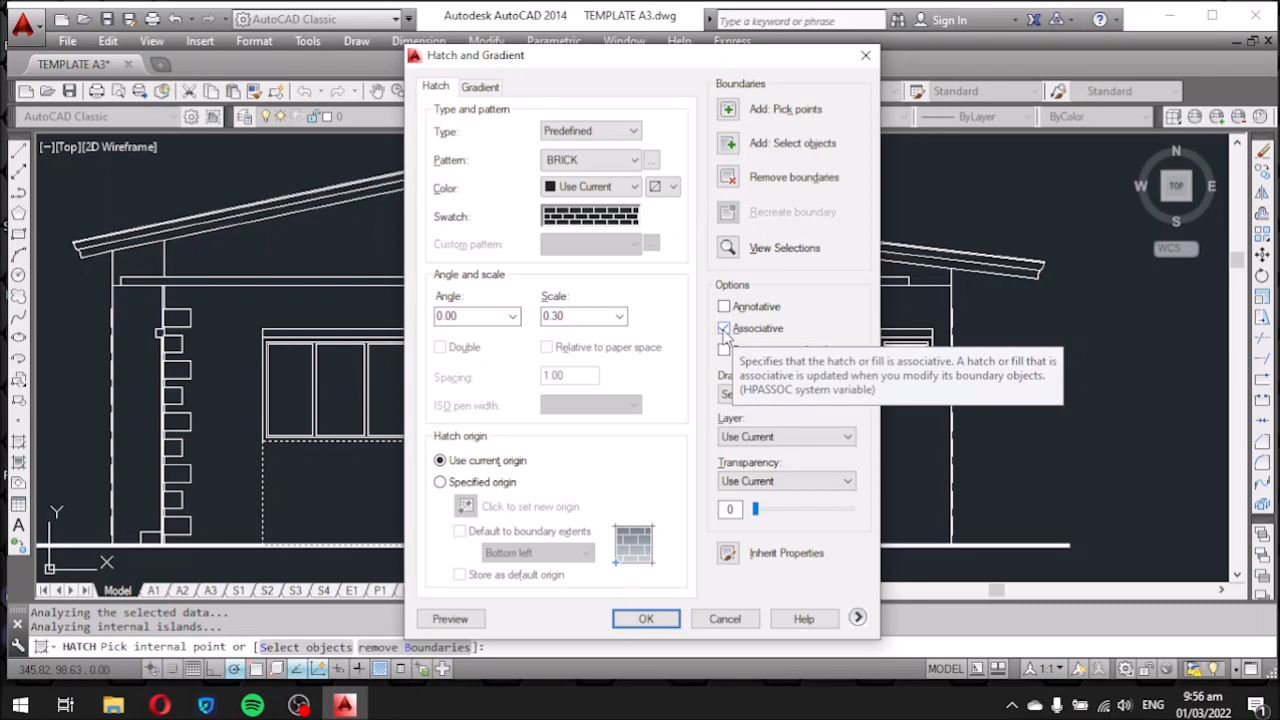 AutoCAD Classic
Autodesk AutoCAD 2014 TEMPLATE A3.dwg
Type a keyword or phrase
Sign In
File Edit View Insert Format Tools Draw Dimension Modify Parametric Window Help Express
TEMPLATE A3*
Standard Standard
AutoCAD Classic
0
ByLayer ByColor
[−][Top][2D Wireframe]
N
W TOP E
S
WCS
Hatch and Gradient
Hatch Gradient
Type and pattern
Type: Predefined
Pattern: BRICK ...
Color: Use Current
Swatch:
Custom pattern: ...
Angle and scale
Angle: Scale:
0.00 0.30
Double Relative to paper space
Spacing: 1.00
ISO pen width:
Hatch origin
Use current origin
Specified origin
Click to set new origin
Default to boundary extents
Bottom left
Store as default origin
Boundaries
Add: Pick points
Add: Select objects
Remove boundaries
Recreate boundary
View Selections
Options
Annotative
Associative
Specifies that the hatch or fill is associative. A hatch or fill that is
associative is updated when you modify its boundary objects.
(HPASSOC system variable)
Layer:
Use Current
Transparency:
Use Current
0
Inherit Properties
Preview OK Cancel Help
Y
X
A
Model A1 A2 A3 S1 S2 S3 S4 E1 P1
Analyzing the selected data...
Analyzing internal islands...
HATCH Pick internal point or [Select objects remove Boundaries]:
345.82, 98.63, 0.00
MODEL 1:1
ENG
9:56 am
01/03/2022
1